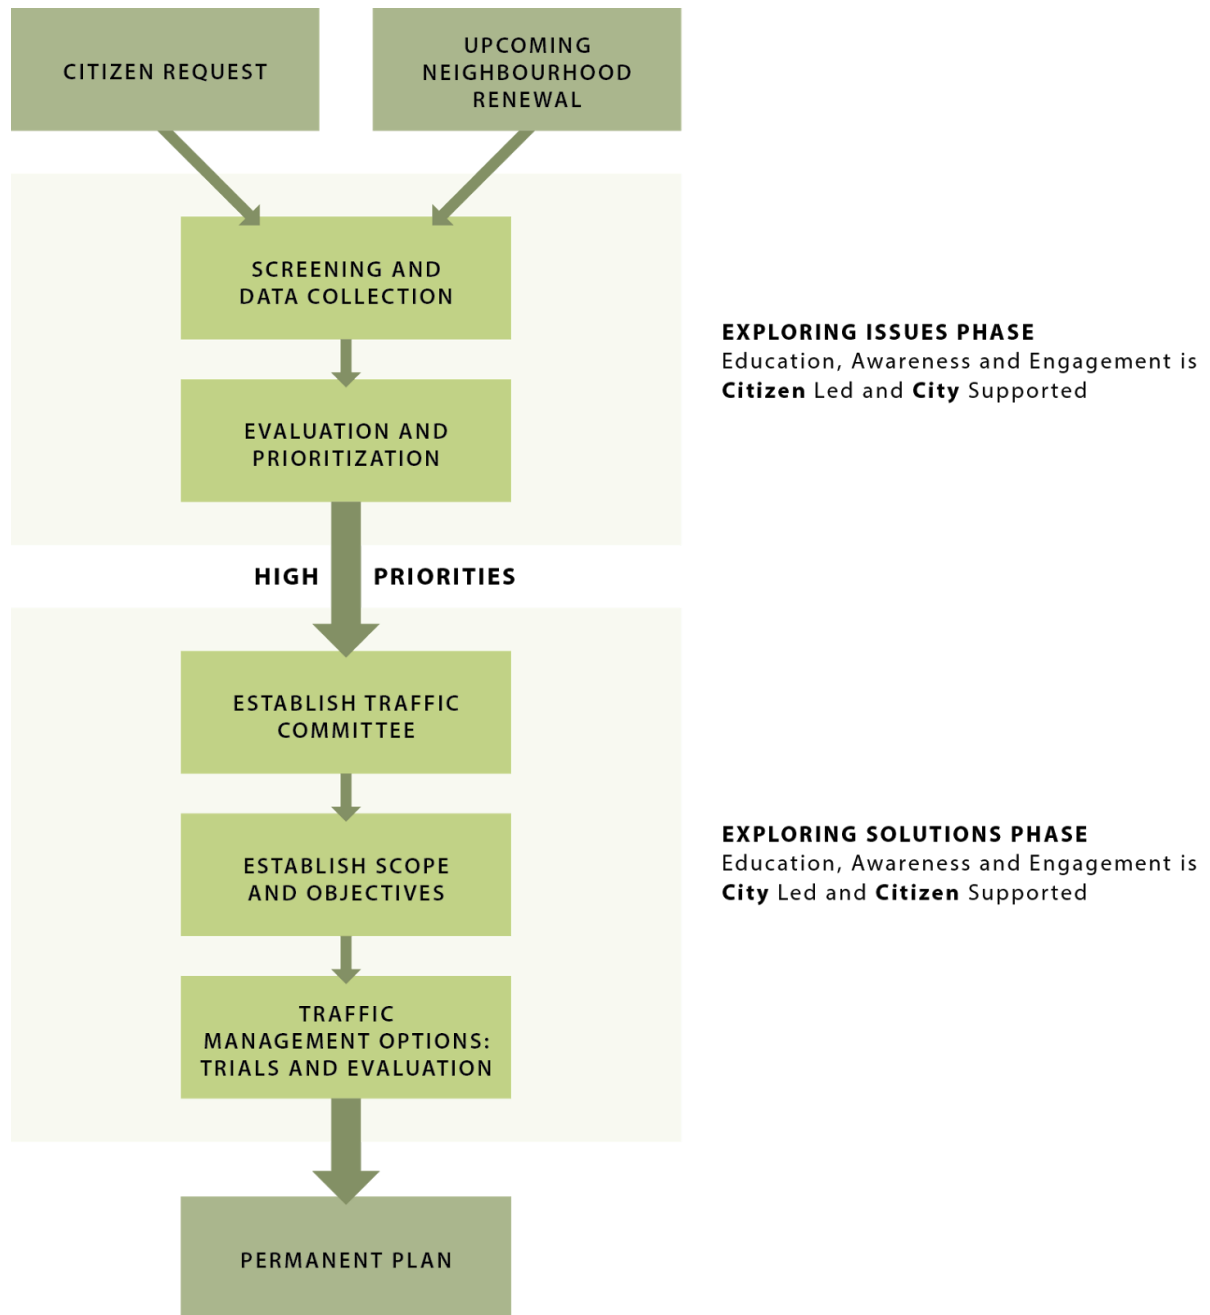 CITIZEN REQUEST
UPCOMING
NEIGHBOURHOOD
RENEWAL
SCREENING AND
DATA COLLECTION
EVALUATION AND
PRIORITIZATION
EXPLORING ISSUES PHASE
Education, Awareness and Engagement is
Citizen Led and City Supported
HIGH PRIORITIES
ESTABLISH TRAFFIC
COMMITTEE
ESTABLISH SCOPE
AND OBJECTIVES
TRAFFIC
MANAGEMENT OPTIONS:
TRIALS AND EVALUATION
EXPLORING SOLUTIONS PHASE
Education, Awareness and Engagement is
City Led and Citizen Supported
PERMANENT PLAN